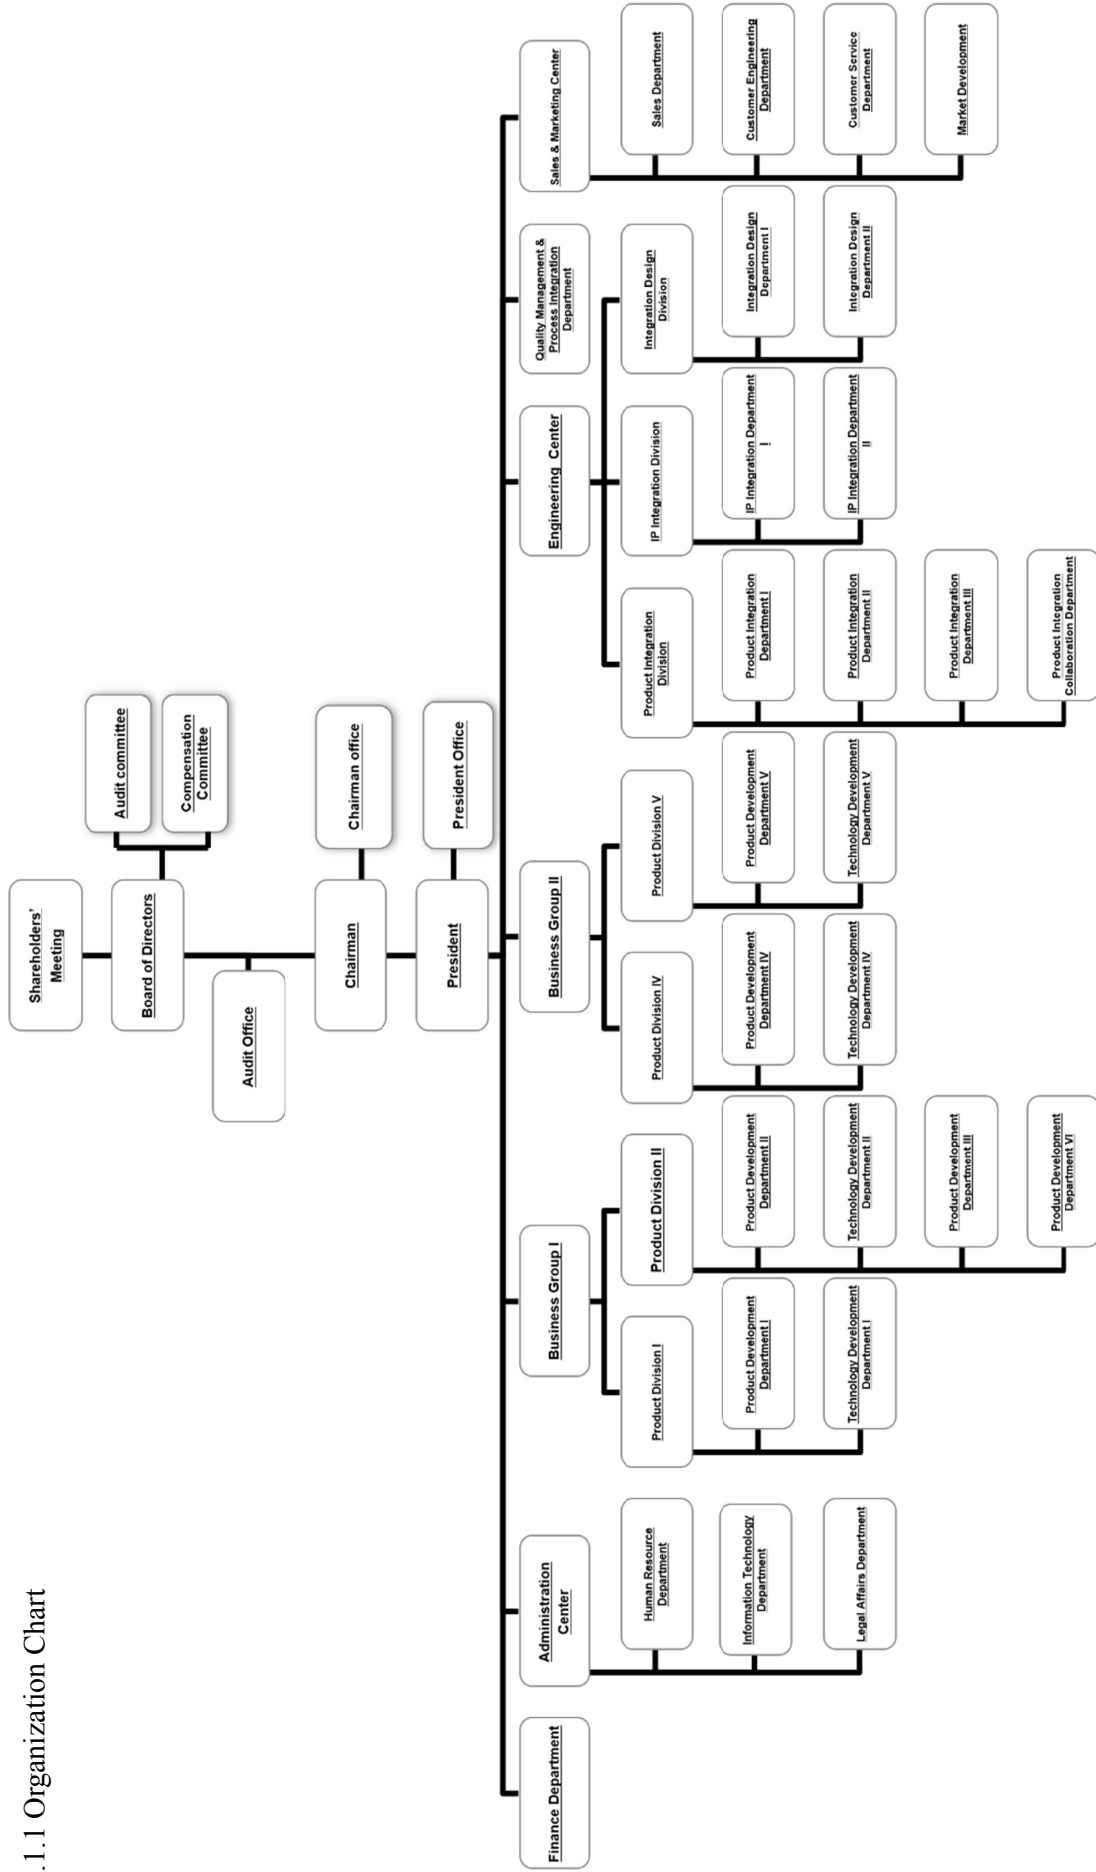 .1.1 Organization Chart
Shareholders'
Meeting
Board of Directors
Audit committee
Compensation
Committee
Audit Office
Chairman
Chairman office
President
President Office
Finance Department
Administration
Center
Human Resource
Department
Information Technology
Department
Legal Affairs Department
Business Group I
Product Division I
Product Development
Department I
Technology Development
Department I
Product Division II
Product Development
Department II
Technology Development
Department II
Product Development
Department III
Product Development
Department VI
Business Group II
Product Division IV
Product Development
Department IV
Technology Development
Department IV
Product Division V
Product Development
Department V
Technology Development
Department V
Engineering Center
Product Integration
Division
Product Integration
Department I
Product Integration
Department II
Product Integration
Department III
Product Integration
Collaboration Department
IP Integration Division
IP Integration Department
I
IP Integration Department
II
Integration Design
Division
Integration Design
Department I
Integration Design
Department II
Quality Management &
Process Integration
Department
Sales & Marketing Center
Sales Department
Customer Engineering
Department
Customer Service
Department
Market Development